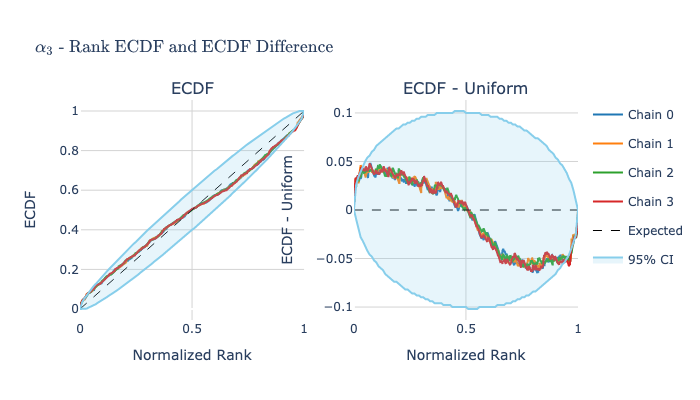 α₃ - Rank ECDF and ECDF Difference
ECDF
ECDF - Uniform
1
0.8
0.6
0.4
0.2
0
ECDF
0
0.5
1
Normalized Rank
0.1
0.05
0
−0.05
−0.1
ECDF - Uniform
0
0.5
1
Normalized Rank
Chain 0
Chain 1
Chain 2
Chain 3
Expected
95% CI